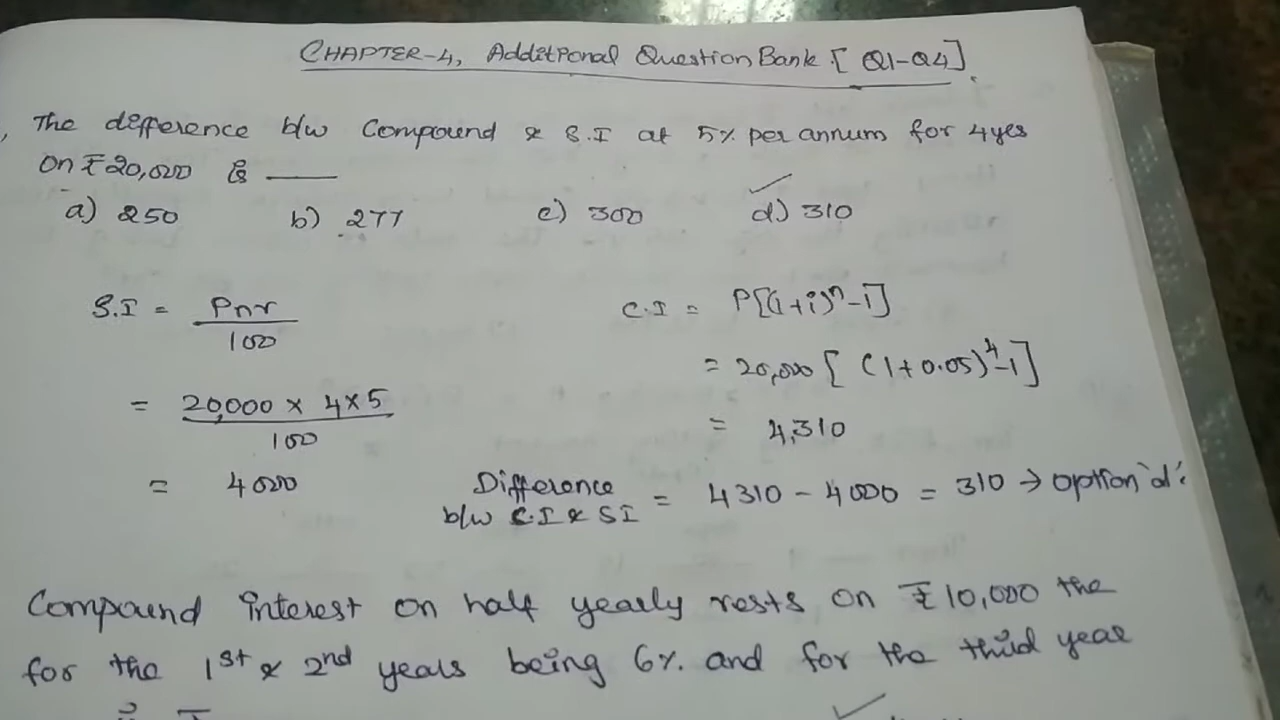 CHAPTER-4, Additional Question Bank [Q1-Q4].
, The difference b/w Compound & S.I at 5% per annum for 4yrs
On ₹20,000 is ____
a) 250 b) 277 c) 300 d) 310
S.I = Pnr/100
C.I = P[(1+i)ⁿ-1]
= 20,000 [(1+0.05)⁴-1]
= 20,000 × 4×5 / 100
= 4,310
= 4000
Difference b/w C.I & SI = 4310 - 4000 = 310 → option 'd'.
Compound interest on half yearly rests on ₹10,000 the
for the 1st & 2nd years being 6% and for the third year